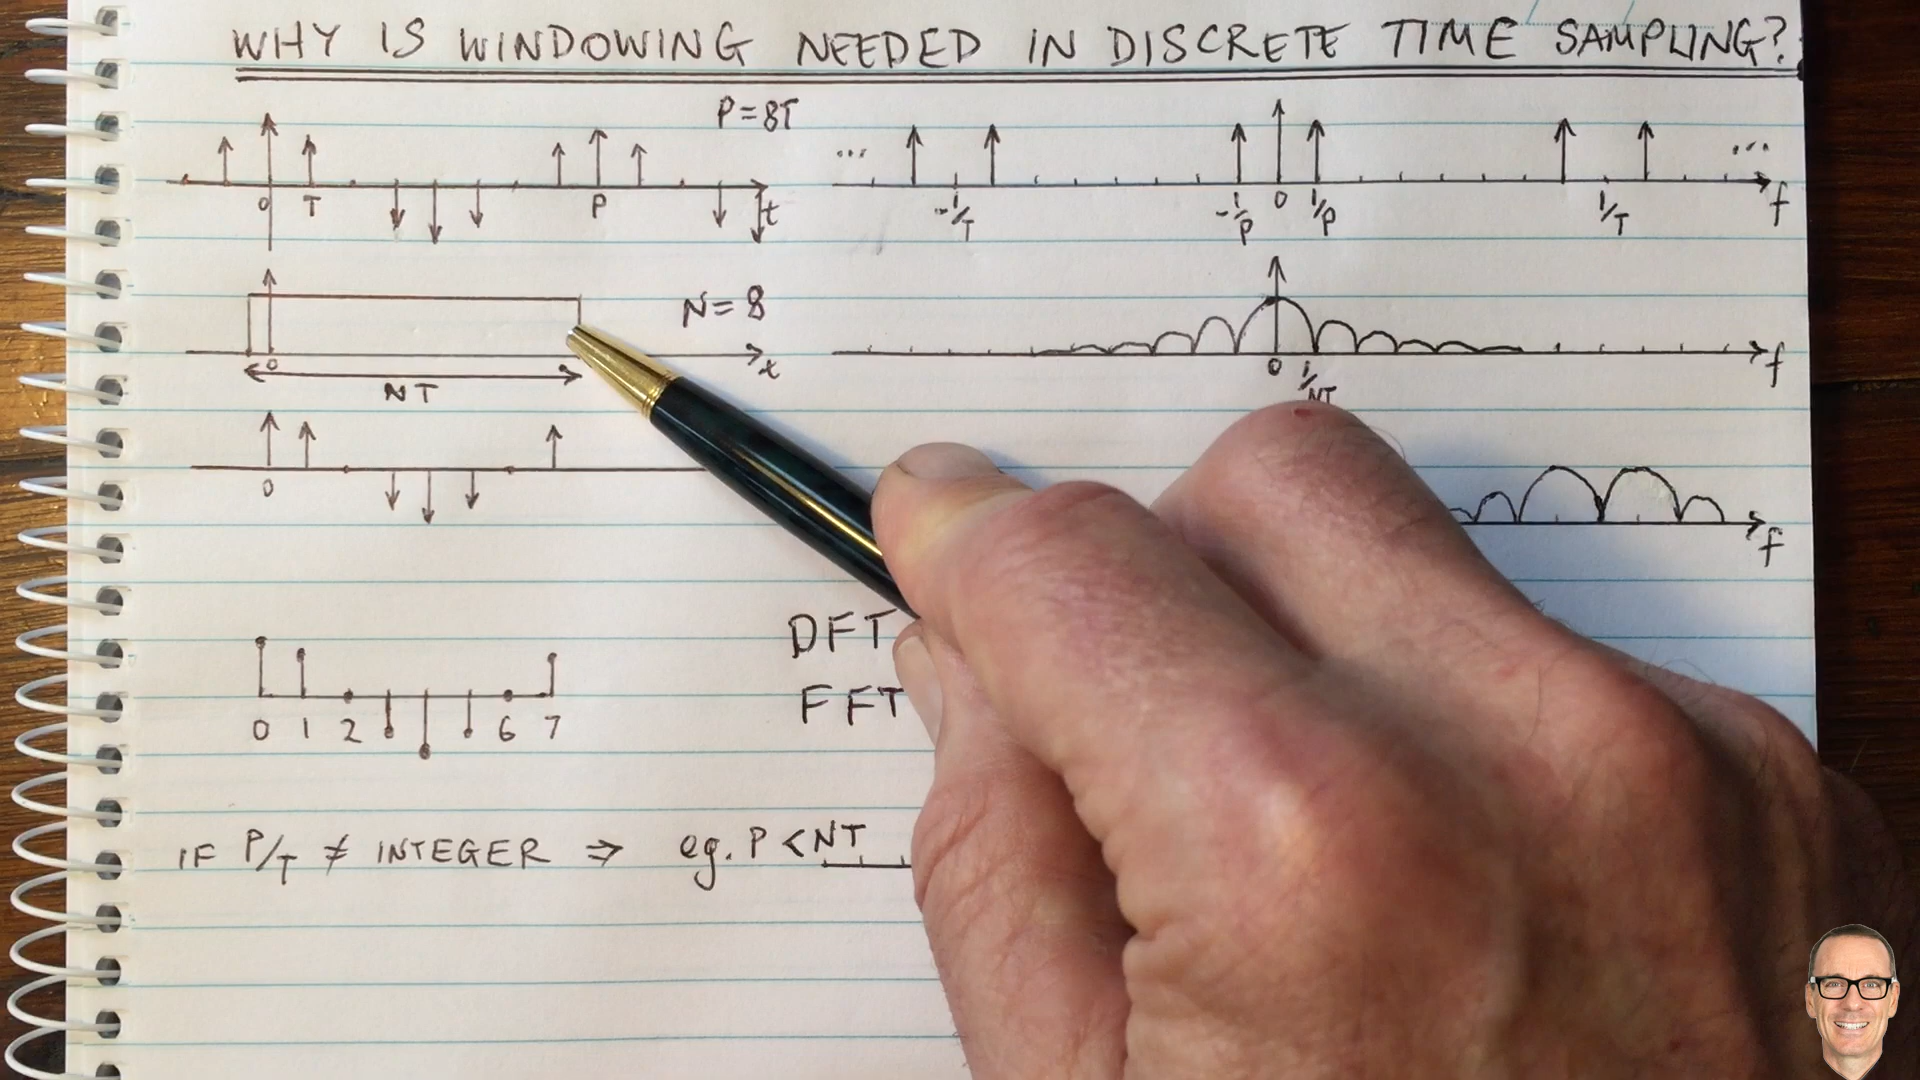 WHY IS WINDOWING NEEDED IN DISCRETE TIME SAMPLING?
P=8T
...
...
0 T P t
-1/T -1/P 0 1/P 1/T f
N=8
0 t
NT
0 1/NT f
0
f
DFT
FFT
0 1 2 6 7
IF P/T ≠ INTEGER ⇒ eg. P <NT